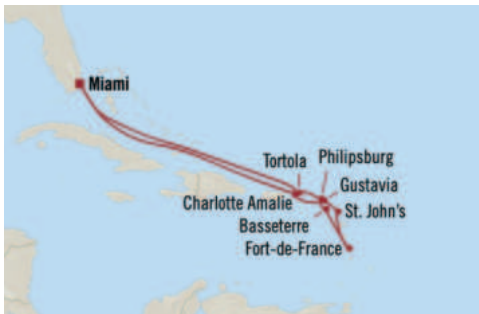 Miami
Tortola
Philipsburg
Gustavia
Charlotte Amalie
St. John's
Basseterre
Fort-de-France